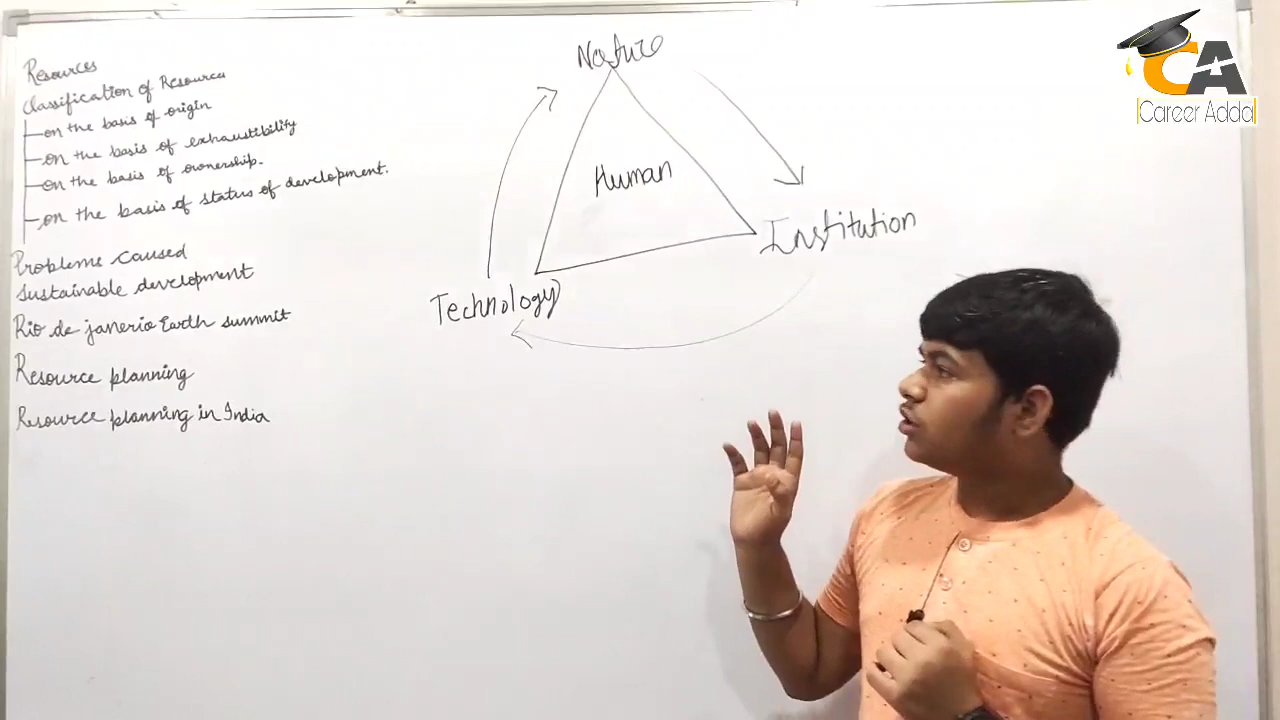 Resources
Classification of Resources
on the basis of origin
on the basis of exhaustibility
on the basis of ownership.
on the basis of status of development.
Problems caused
sustainable development
Rio de janerio Earth summit
Resource planning
Resource planning in India
Nature
Human
Institution
Technology
CA
Career Adda